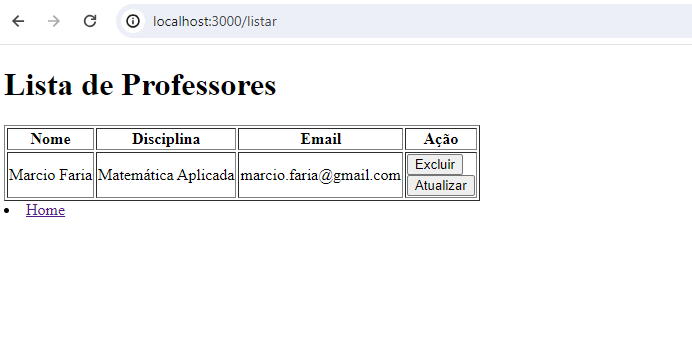 localhost:3000/listar
Lista de Professores
Nome Disciplina Email Ação
Marcio Faria Matemática Aplicada marcio.faria@gmail.com Excluir
Atualizar
Home